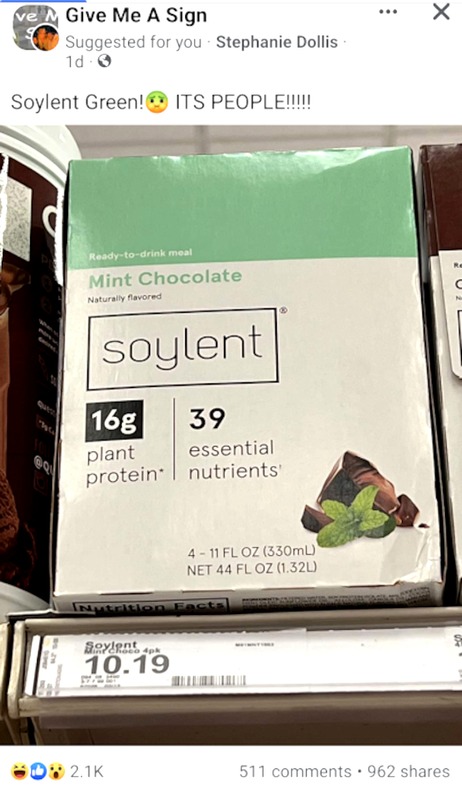 ve N
Give Me A Sign
Suggested for you · Stephanie Dollis ·
1d ·
Soylent Green!🤢 ITS PEOPLE!!!!!
Ready-to-drink meal
Mint Chocolate
Naturally flavored
soylent®
16g
plant
protein*
39
essential
nutrients†
4 – 11 FL OZ (330mL)
NET 44 FL OZ (1.32L)
Nutrition Facts
Soylent
Mint Choco 4pk
10.19
2.1K
511 comments • 962 shares